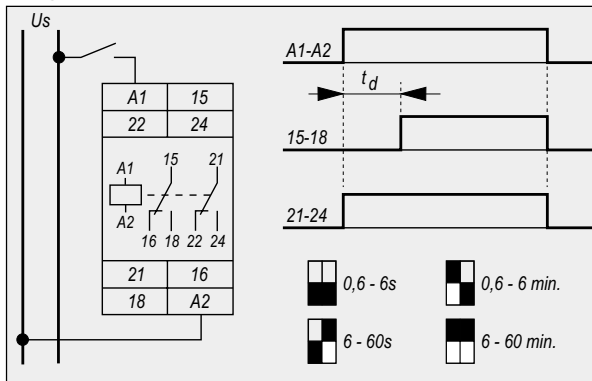 Us
A1 15
22 24
A1
A2
15 21
16 18 22 24
21 16
18 A2
A1-A2
td
15-18
21-24
0,6 - 6s
0,6 - 6 min.
6 - 60s
6 - 60 min.